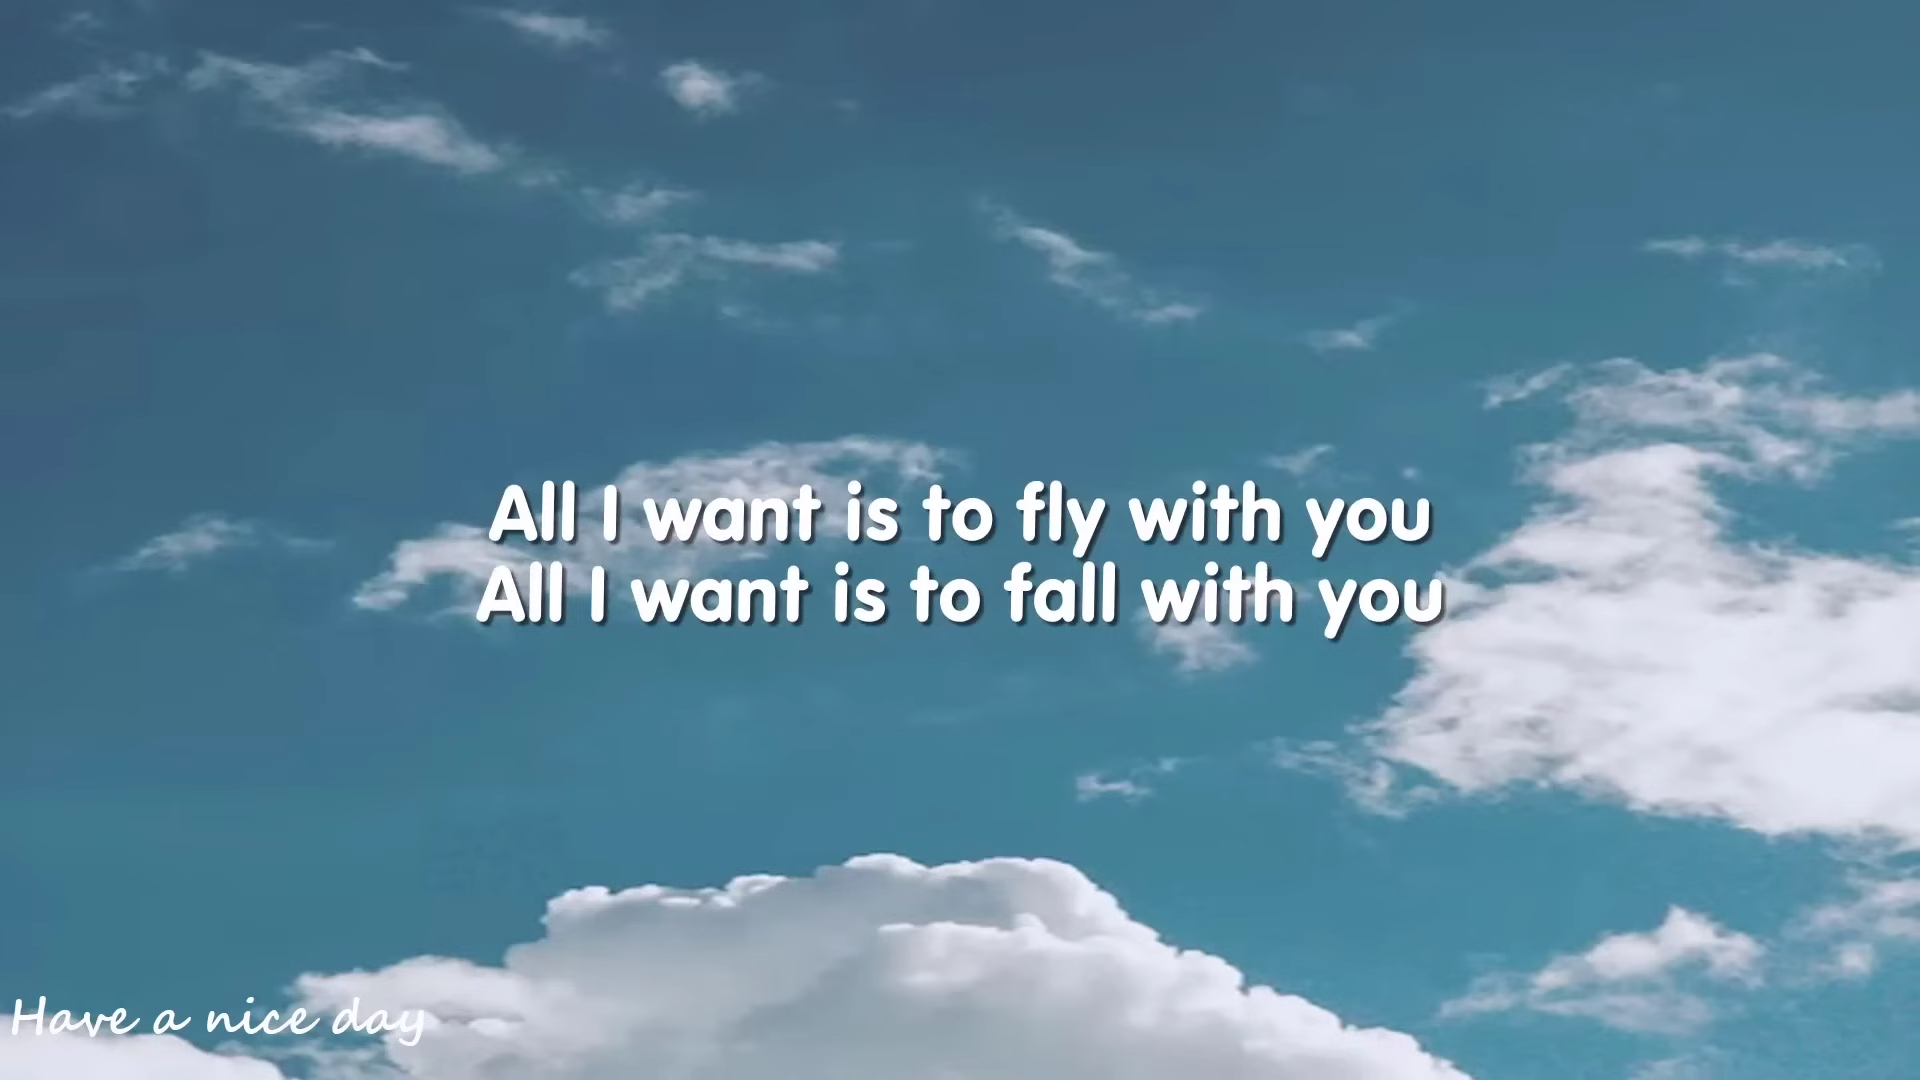 All I want is to fly with you
All I want is to fall with you
Have a nice day